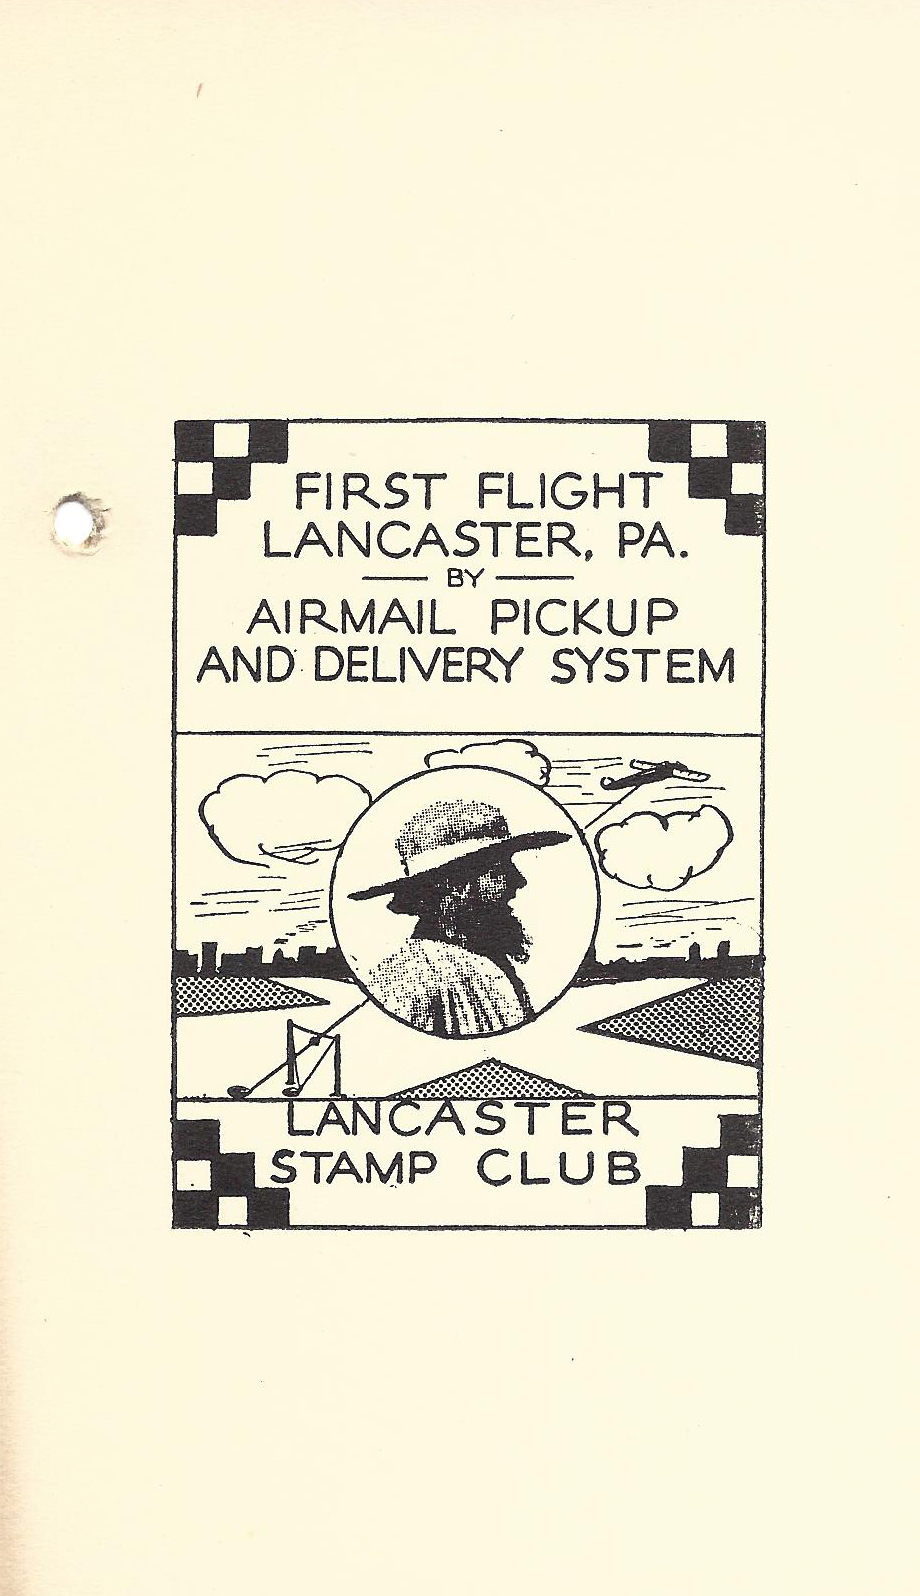 FIRST FLIGHT
LANCASTER, PA.
— BY —
AIRMAIL PICKUP
AND DELIVERY SYSTEM
LANCASTER
STAMP CLUB